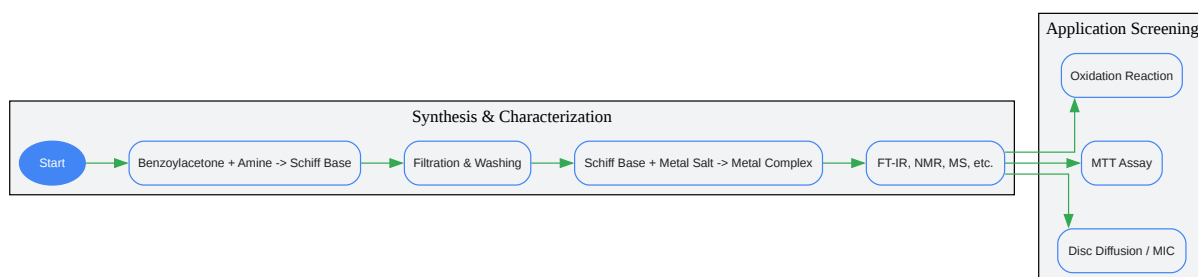 Application Screening
Oxidation Reaction
Synthesis & Characterization
Start
Benzoylacetone + Amine -> Schiff Base
Filtration & Washing
Schiff Base + Metal Salt -> Metal Complex
FT-IR, NMR, MS, etc.
MTT Assay
Disc Diffusion / MIC